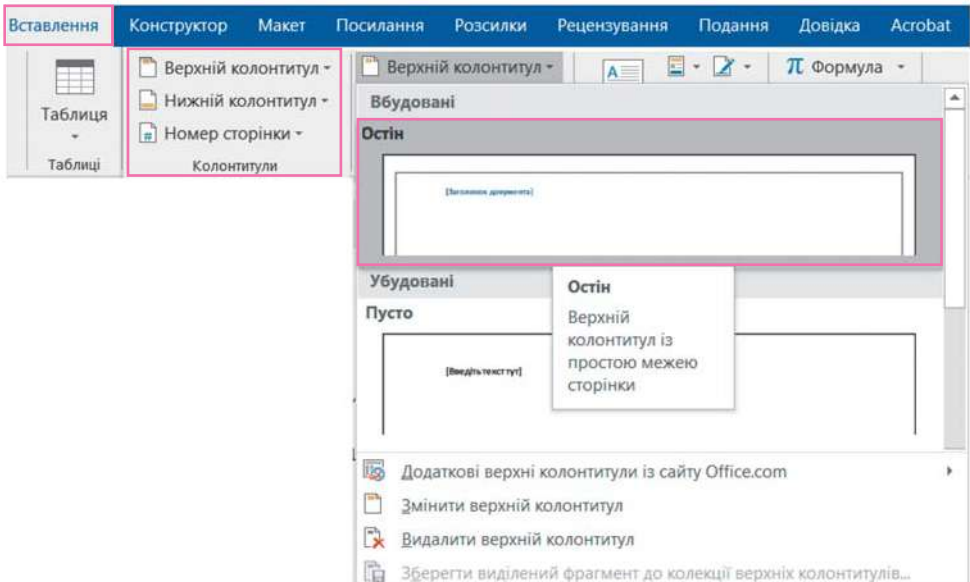 Вставлення Конструктор Макет Посилання Розсилки Рецензування Подання Довідка Acrobat
Таблиця
Таблиці
Верхній колонтитул
Нижній колонтитул
Номер сторінки
Колонтитули
Верхній колонтитул
Формула
Вбудовані
Остін
[Заголовок документа]
Убудовані
Пусто
[Введіть текст тут]
Остін
Верхній
колонтитул із
простою межею
сторінки
Додаткові верхні колонтитули із сайту Office.com
Змінити верхній колонтитул
Видалити верхній колонтитул
Зберегти виділений фрагмент до колекції верхніх колонтитулів...